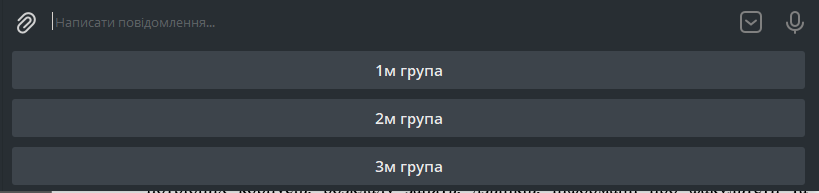 Написати повідомлення...
1м група
2м група
3м група